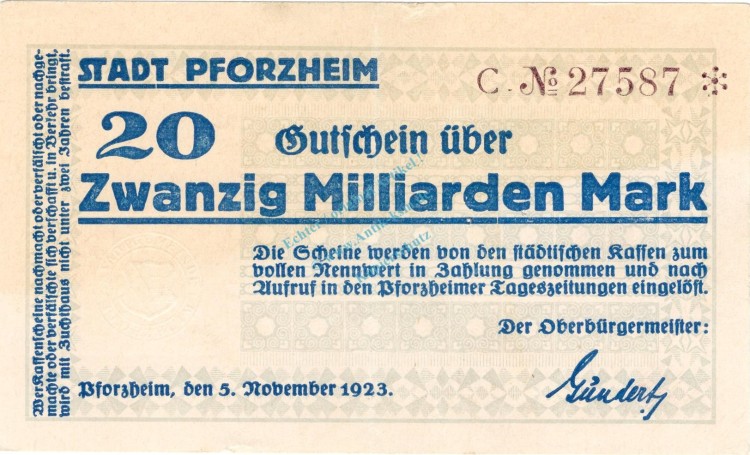 STADT PFORZHEIM
C. № 27587 *
20
Gutschein über
Zwanzig Milliarden Mark
Die Scheine werden von den städtischen Kassen zum
vollen Nennwert in Zahlung genommen und nach
Aufruf in den Pforzheimer Tageszeitungen eingelöst.
Der Oberbürgermeister:
Pforzheim, den 5. November 1923.
Gündert
Wer Kassenscheine nachmacht oder verfälscht oder nachge-
machte oder verfälschte sich verschafft u. in Verkehr bringt,
wird mit Zuchthaus nicht unter zwei Jahren bestraft.